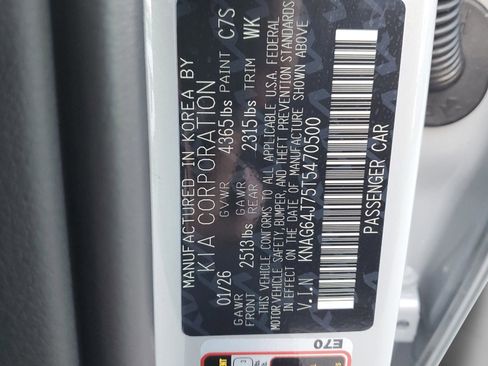 MANUFACTURED IN KOREA BY
KIA CORPORATION
01/26 GVWR 4365lbs PAINT C7S
GAWR FRONT 2513lbs GAWR REAR 2315lbs TRIM WK
THIS VEHICLE CONFORMS TO ALL APPLICABLE U.S.A. FEDERAL
MOTOR VEHICLE SAFETY, BUMPER, AND THEFT PREVENTION STANDARDS
IN EFFECT ON THE DATE OF MANUFACTURE SHOWN ABOVE
V.I.N KNAG64J75T5470500
PASSENGER CAR
E70